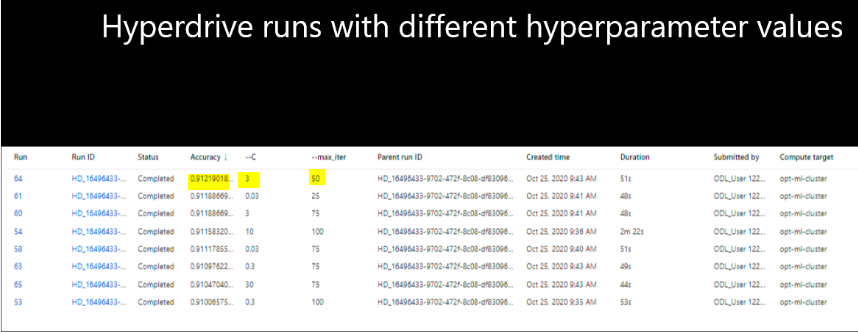 Hyperdrive runs with different hyperparameter values
Run Run ID Status Accuracy ↓ --C --max_iter Parent run ID Created time Duration Submitted by Compute target
64 HD_16496433-... Completed 0.91219018... 3 50 HD_16496433-9702-472f-8c08-df83096... Oct 25, 2020 9:43 AM 51s ODL_User 122... opt-ml-cluster
61 HD_16496433-... Completed 0.91188669... 0.03 25 HD_16496433-9702-472f-8c08-df83096... Oct 25, 2020 9:41 AM 48s ODL_User 122... opt-ml-cluster
60 HD_16496433-... Completed 0.91188669... 3 75 HD_16496433-9702-472f-8c08-df83096... Oct 25, 2020 9:41 AM 48s ODL_User 122... opt-ml-cluster
54 HD_16496433-... Completed 0.91158320... 10 100 HD_16496433-9702-472f-8c08-df83096... Oct 25, 2020 9:36 AM 2m 22s ODL_User 122... opt-ml-cluster
58 HD_16496433-... Completed 0.91117855... 0.03 75 HD_16496433-9702-472f-8c08-df83096... Oct 25, 2020 9:40 AM 51s ODL_User 122... opt-ml-cluster
63 HD_16496433-... Completed 0.91097622... 0.3 75 HD_16496433-9702-472f-8c08-df83096... Oct 25, 2020 9:43 AM 49s ODL_User 122... opt-ml-cluster
65 HD_16496433-... Completed 0.91047040... 30 75 HD_16496433-9702-472f-8c08-df83096... Oct 25, 2020 9:43 AM 44s ODL_User 122... opt-ml-cluster
53 HD_16496433-... Completed 0.91006575... 0.3 100 HD_16496433-9702-472f-8c08-df83096... Oct 25, 2020 9:35 AM 53s ODL_User 122... opt-ml-cluster